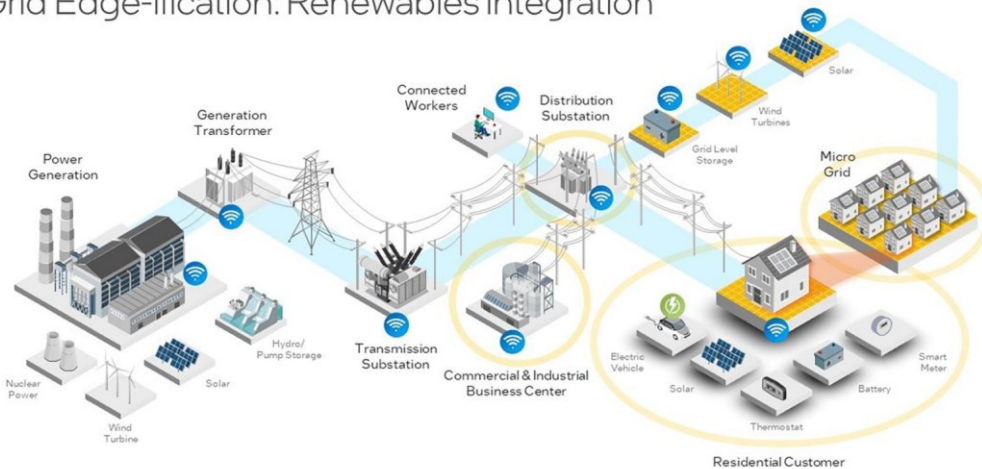 Grid Edge-ification: Renewables Integration
Power
Generation
Generation
Transformer
Connected
Workers
Distribution
Substation
Grid Level
Storage
Wind
Turbines
Solar
Micro
Grid
Nuclear
Power
Wind
Turbine
Solar
Hydro/
Pump Storage
Transmission
Substation
Commercial & Industrial
Business Center
Electric
Vehicle
Solar
Thermostat
Battery
Smart
Meter
Residential Customer